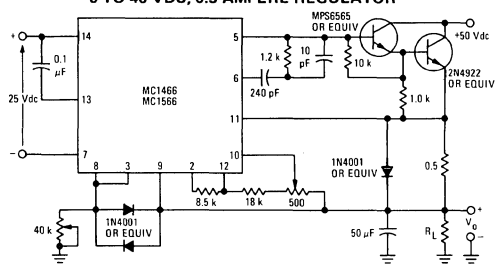 0 TO 40 VDC, 0.5 AMPERE REGULATOR
MPS6565
OR EQUIV
+50 Vdc
2N4922
OR EQUIV
+
14
0.1
µF
25 Vdc
13
−
7
MC1466
MC1566
5
1.2 k
10
pF
10 k
6
240 pF
1.0 k
11
10
8
3
9
2
12
1N4001
OR EQUIV
0.5
8.5 k
18 k
500
40 k
1N4001
OR EQUIV
50 µF
RL
+
Vo
−